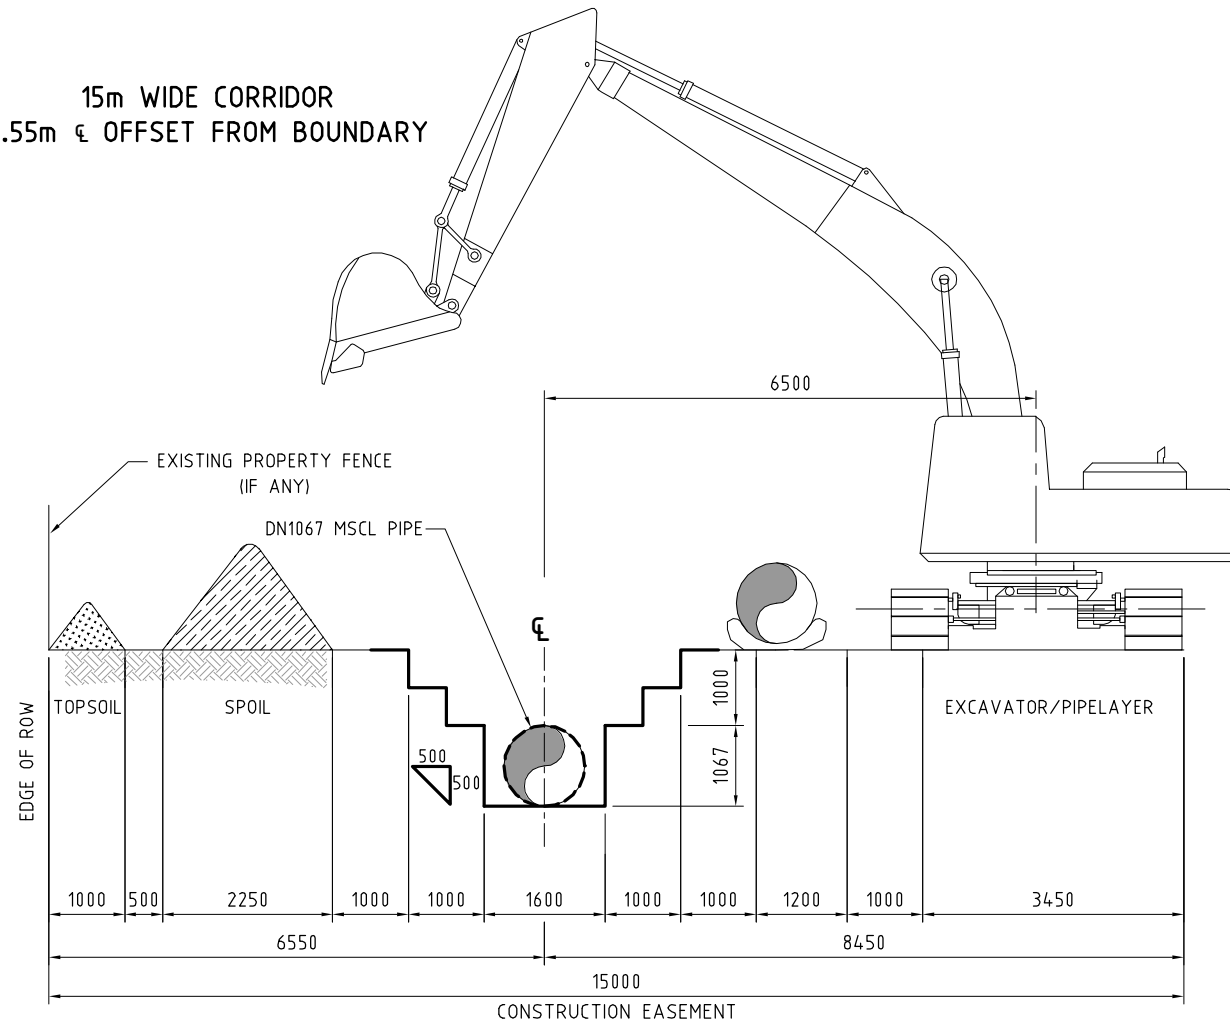 15m WIDE CORRIDOR
.55m ℄ OFFSET FROM BOUNDARY
6500
EXISTING PROPERTY FENCE
(IF ANY)
DN1067 MSCL PIPE
℄
1000
TOPSOIL
SPOIL
EXCAVATOR/PIPELAYER
EDGE OF ROW
500
500
1067
1000 500 2250 1000 1000 1600 1000 1000 1200 1000 3450
6550 8450
15000
CONSTRUCTION EASEMENT